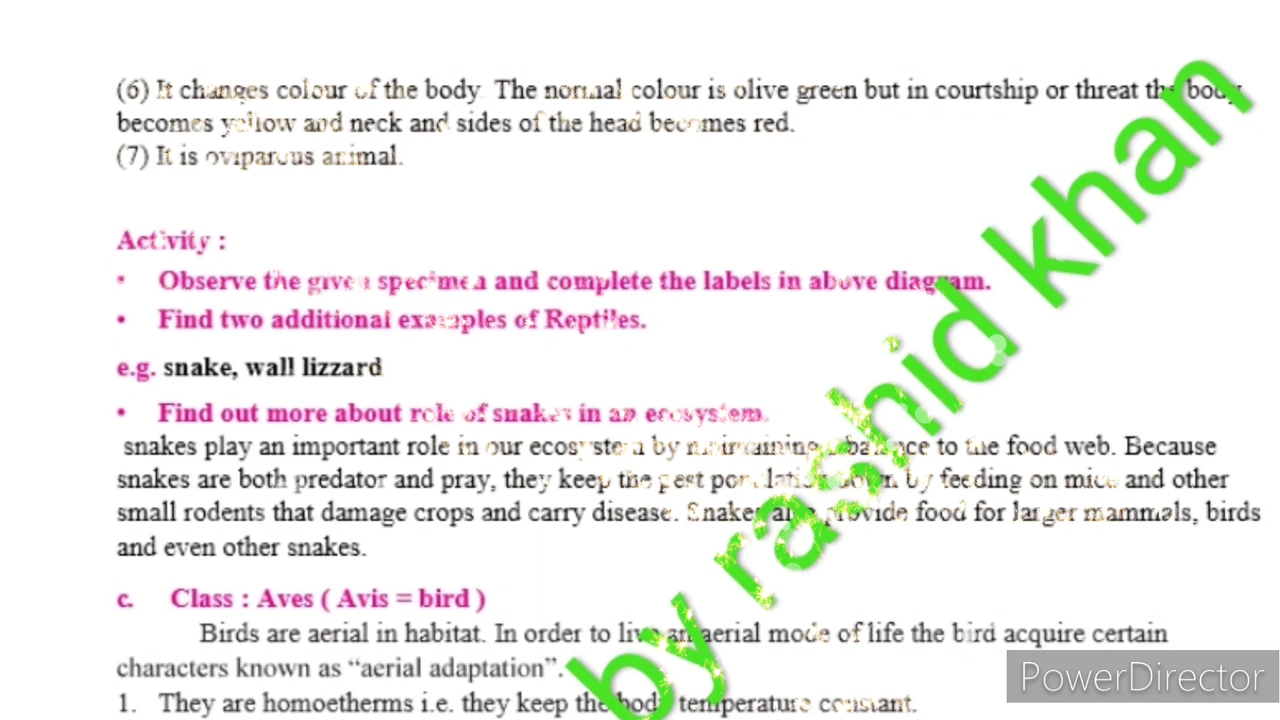 (6) It changes colour of the body. The normal colour is olive green but in courtship or threat the body
becomes yellow and neck and sides of the head becomes red.
(7) It is oviparous animal.
Activity :
• Observe the given specimen and complete the labels in above diagram.
• Find two additional examples of Reptiles.
e.g. snake, wall lizzard
• Find out more about role of snakes in an ecosystem.
snakes play an important role in our ecosystem by maintaining a balance to the food web. Because
snakes are both predator and pray, they keep the pest population down by feeding on mice and other
small rodents that damage crops and carry disease. Snakes also provide food for larger mammals, birds
and even other snakes.
c. Class : Aves ( Avis = bird )
Birds are aerial in habitat. In order to live an aerial mode of life the bird acquire certain
characters known as “aerial adaptation”.
1. They are homoetherms i.e. they keep the body temperature constant.
by rashid khan
PowerDirector